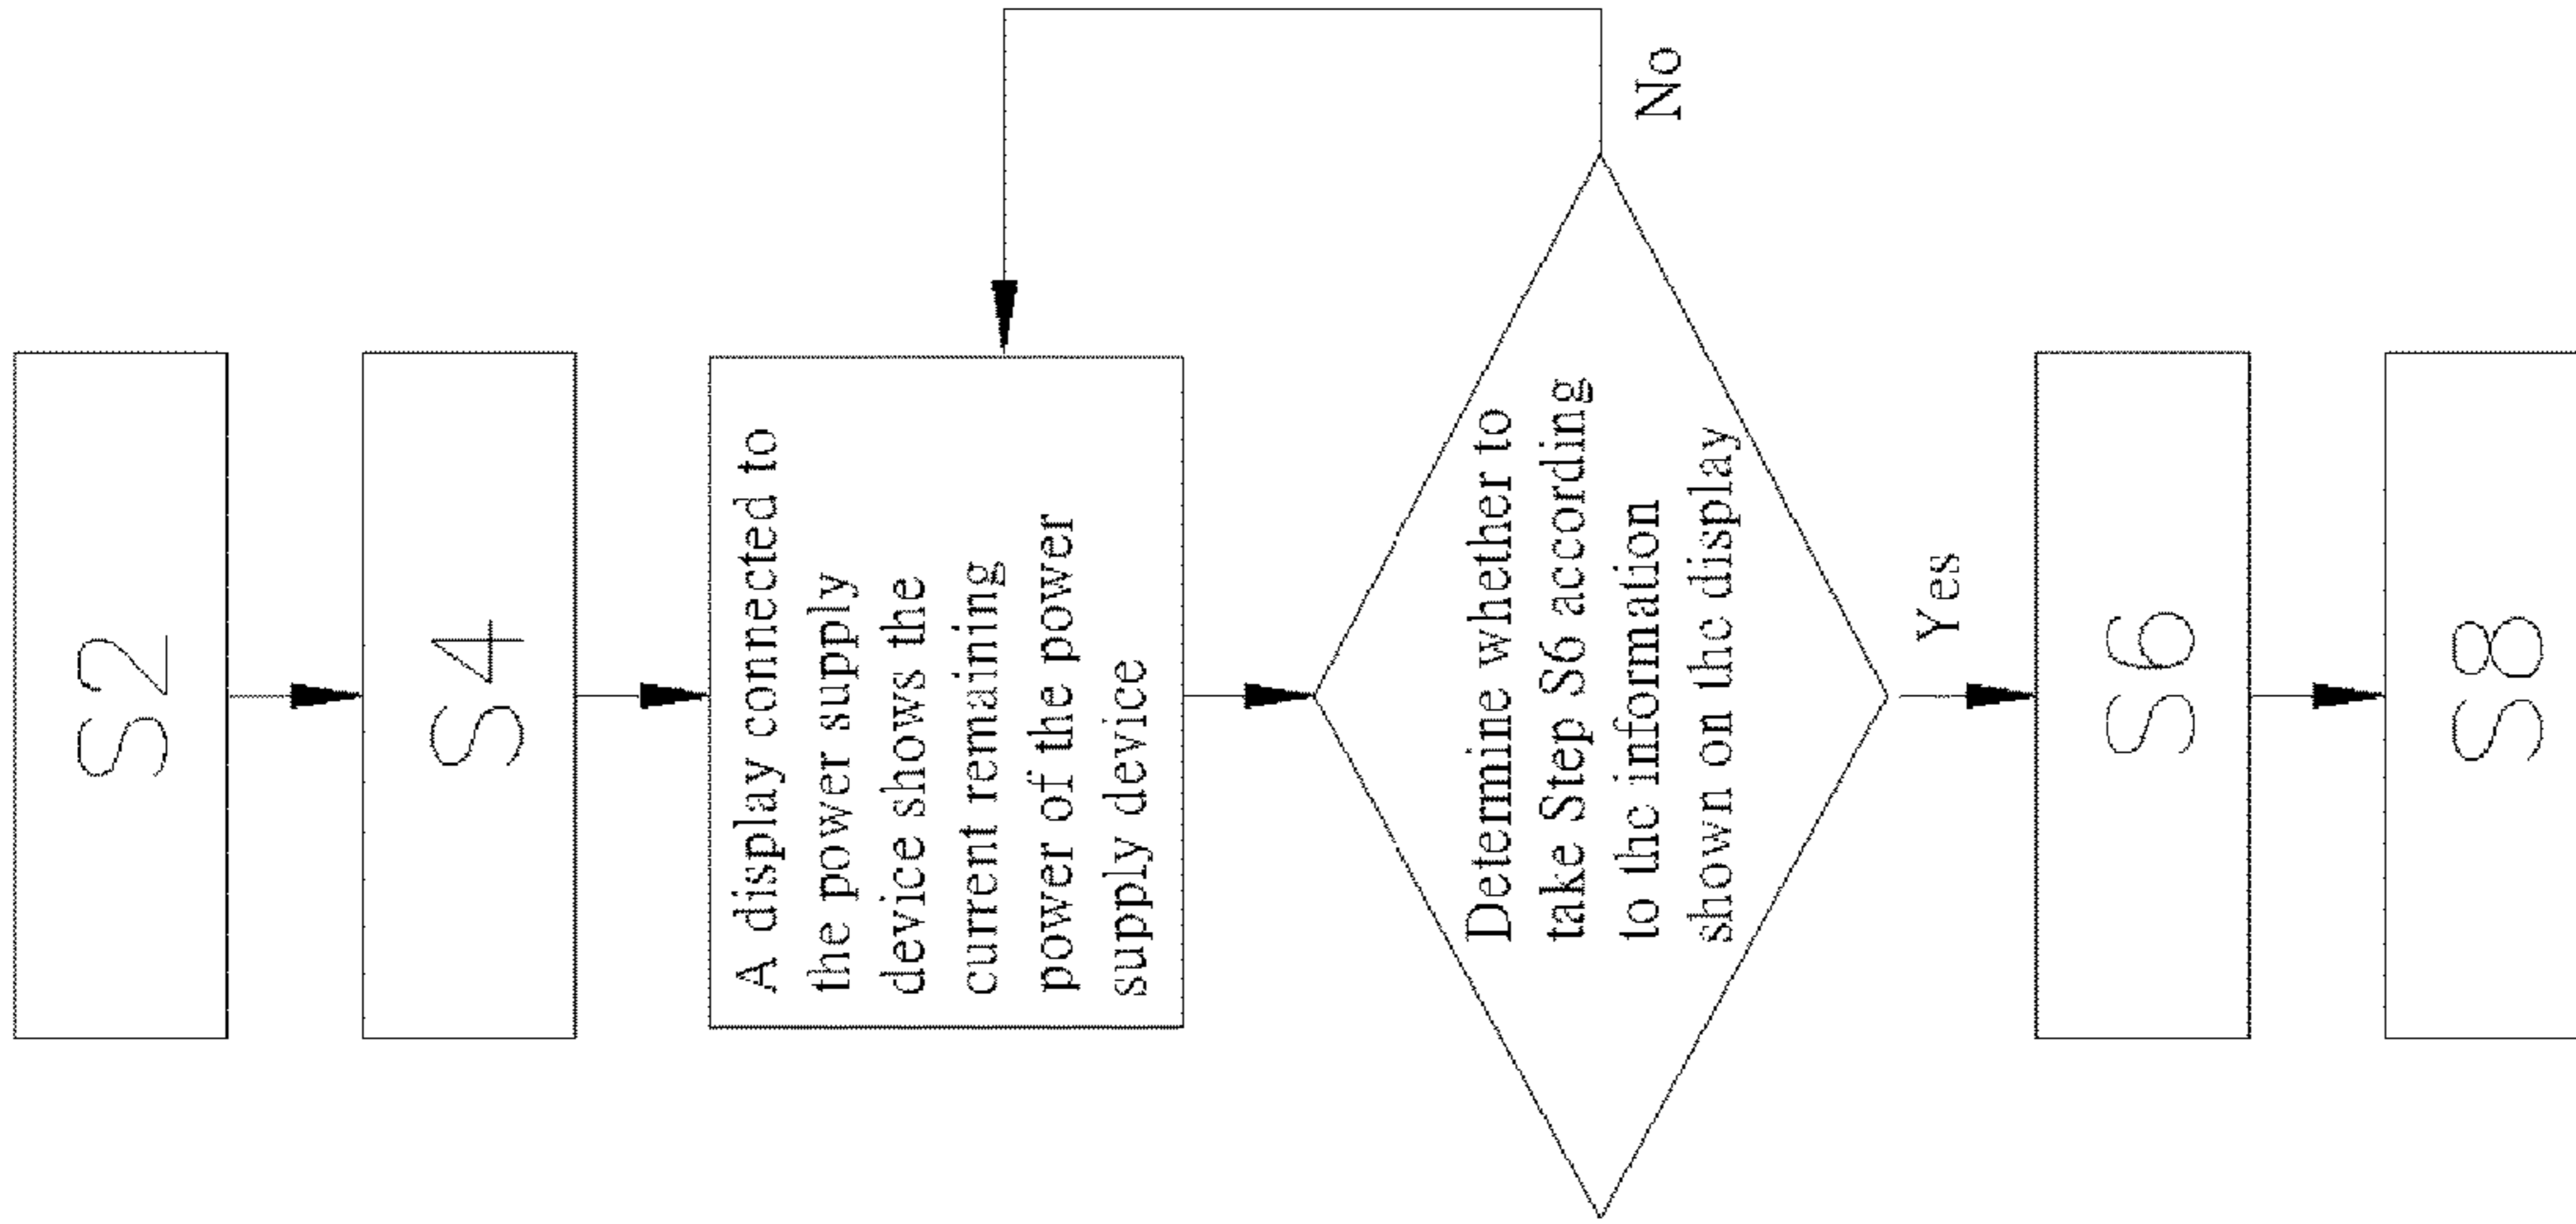 S2
S4
A display connected to
the power supply
device shows the
current remaining
power of the power
supply device
Determine whether to
take Step S6 according
to the information
shown on the display
No
Yes
S6
S8